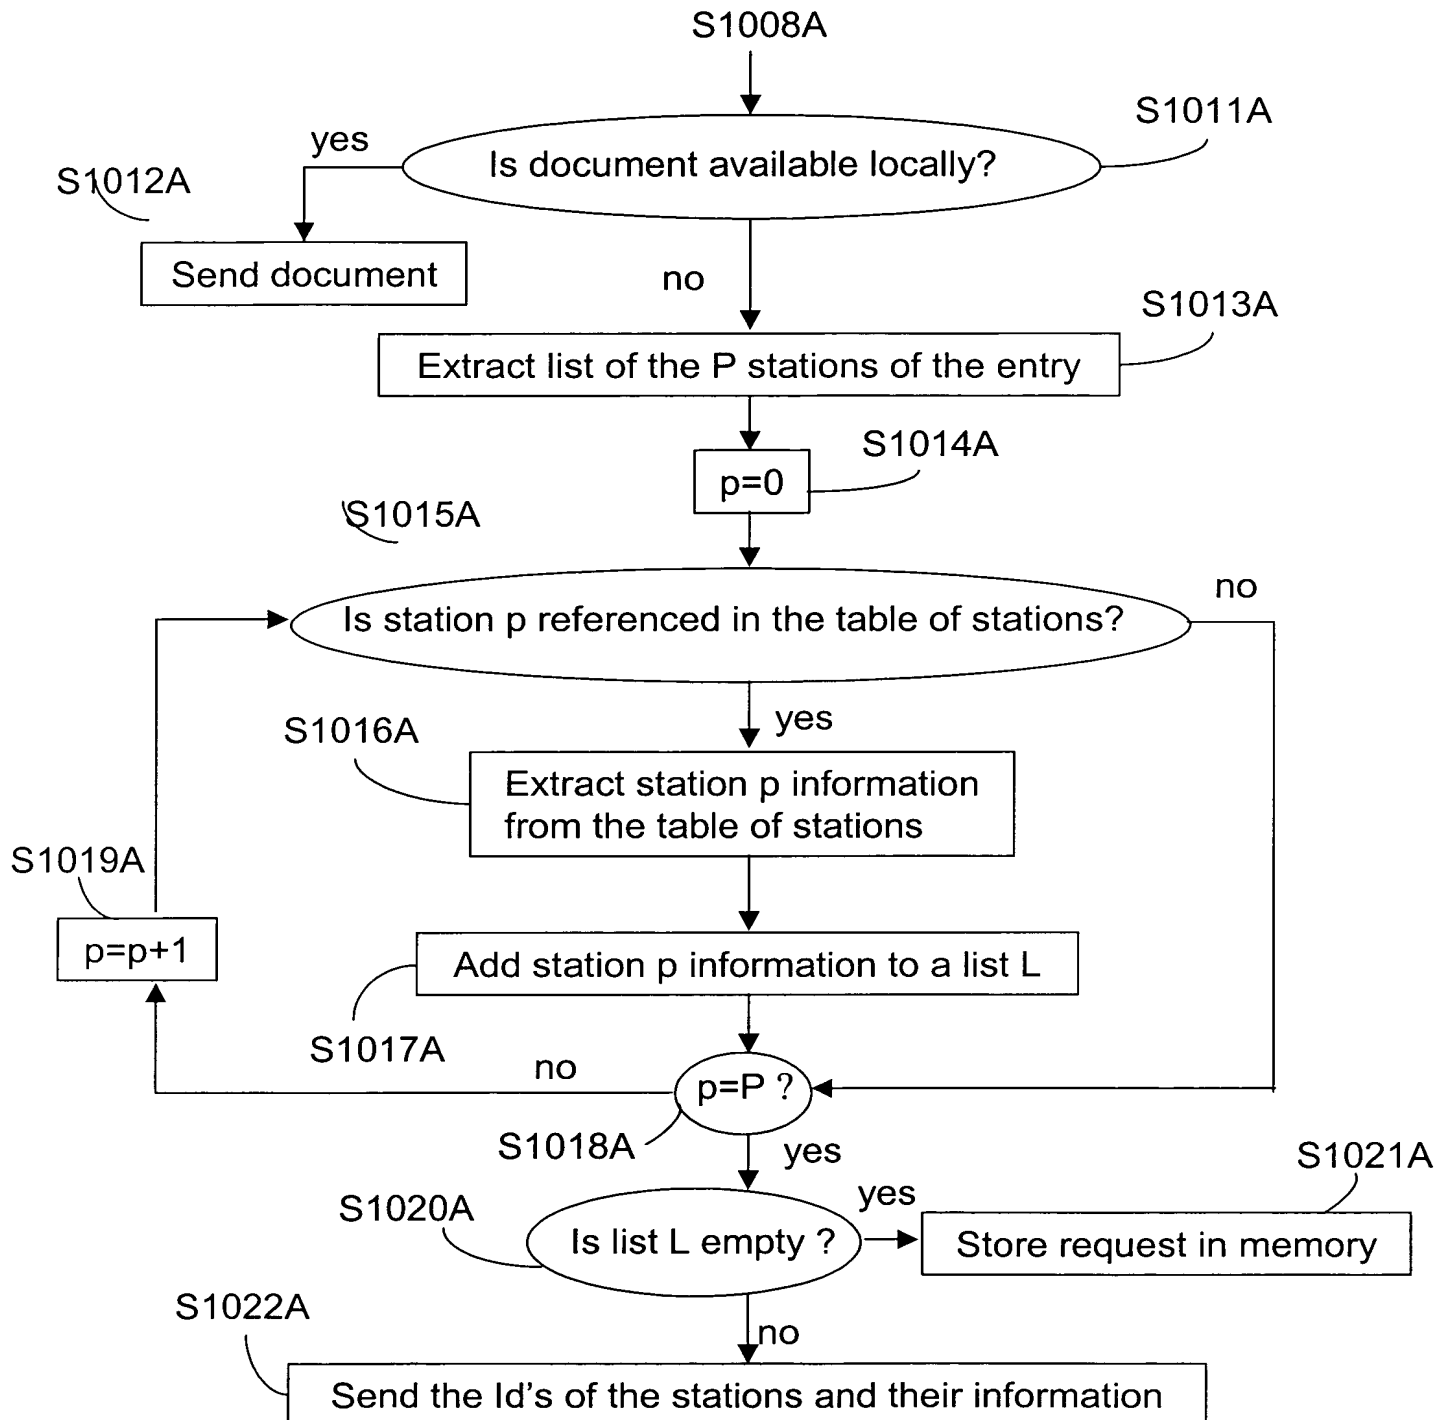 S1008A
S1011A
yes
Is document available locally?
S1012A
Send document
no
S1013A
Extract list of the P stations of the entry
S1014A
p=0
S1015A
no
Is station p referenced in the table of stations?
yes
S1016A
Extract station p information
from the table of stations
S1019A
p=p+1
Add station p information to a list L
S1017A
no
p=P ?
S1018A
yes
S1021A
S1020A
yes
Is list L empty ?
Store request in memory
S1022A
no
Send the Id's of the stations and their information